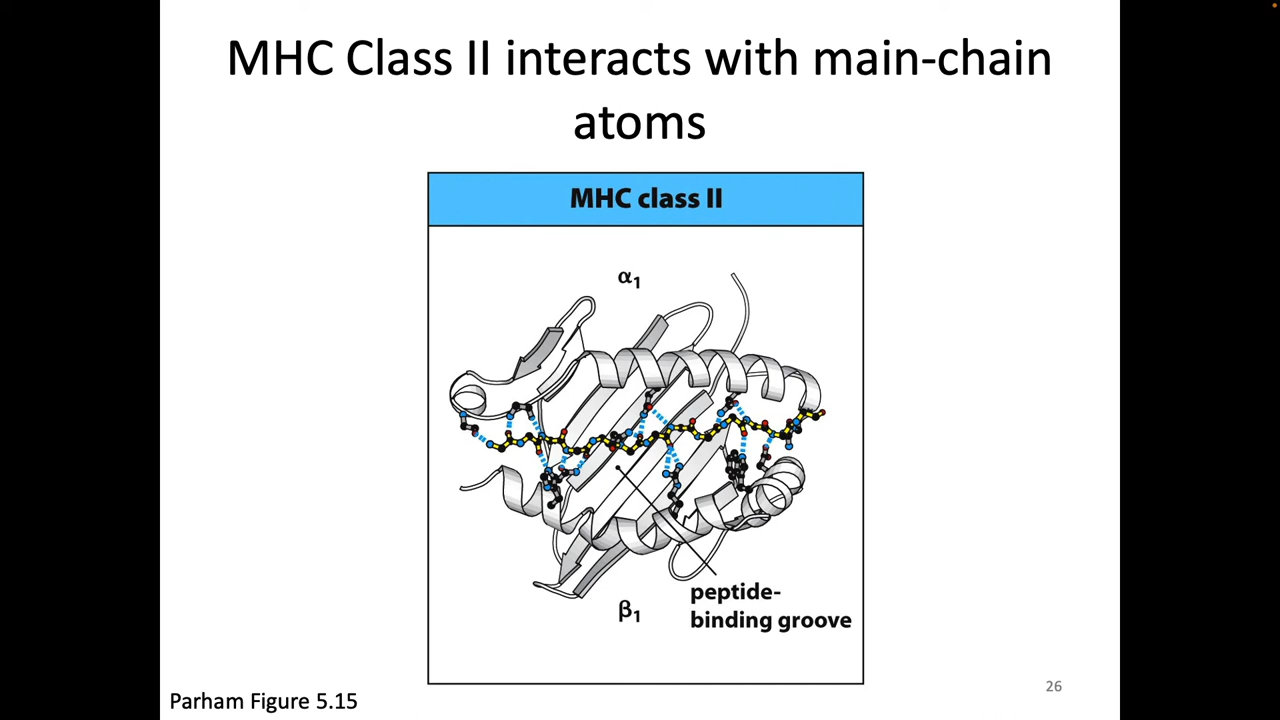 MHC Class II interacts with main-chain
atoms
MHC class II
α1
β1
peptide-
binding groove
Parham Figure 5.15
26